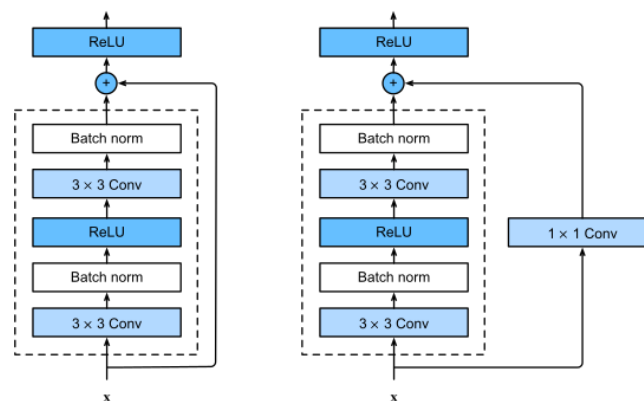 ReLU
+
Batch norm
3 × 3 Conv
ReLU
Batch norm
3 × 3 Conv
x
ReLU
+
Batch norm
3 × 3 Conv
ReLU
1 × 1 Conv
Batch norm
3 × 3 Conv
x